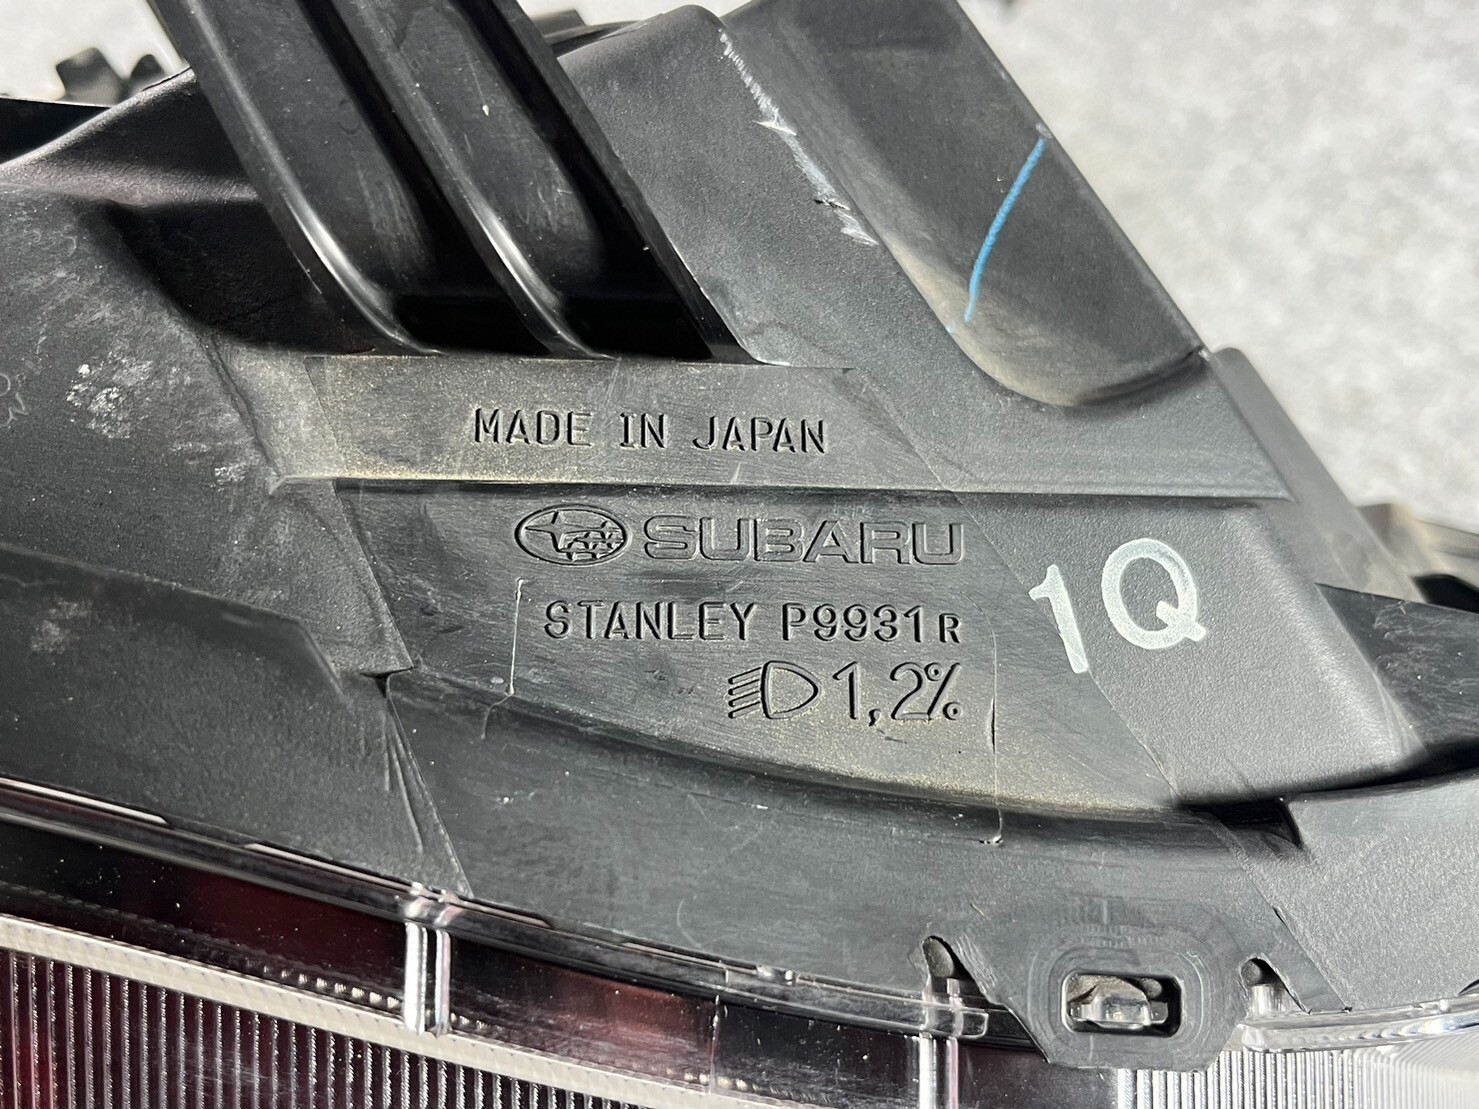 MADE IN JAPAN
SUBARU
STANLEY P9931R
1,2%
1Q